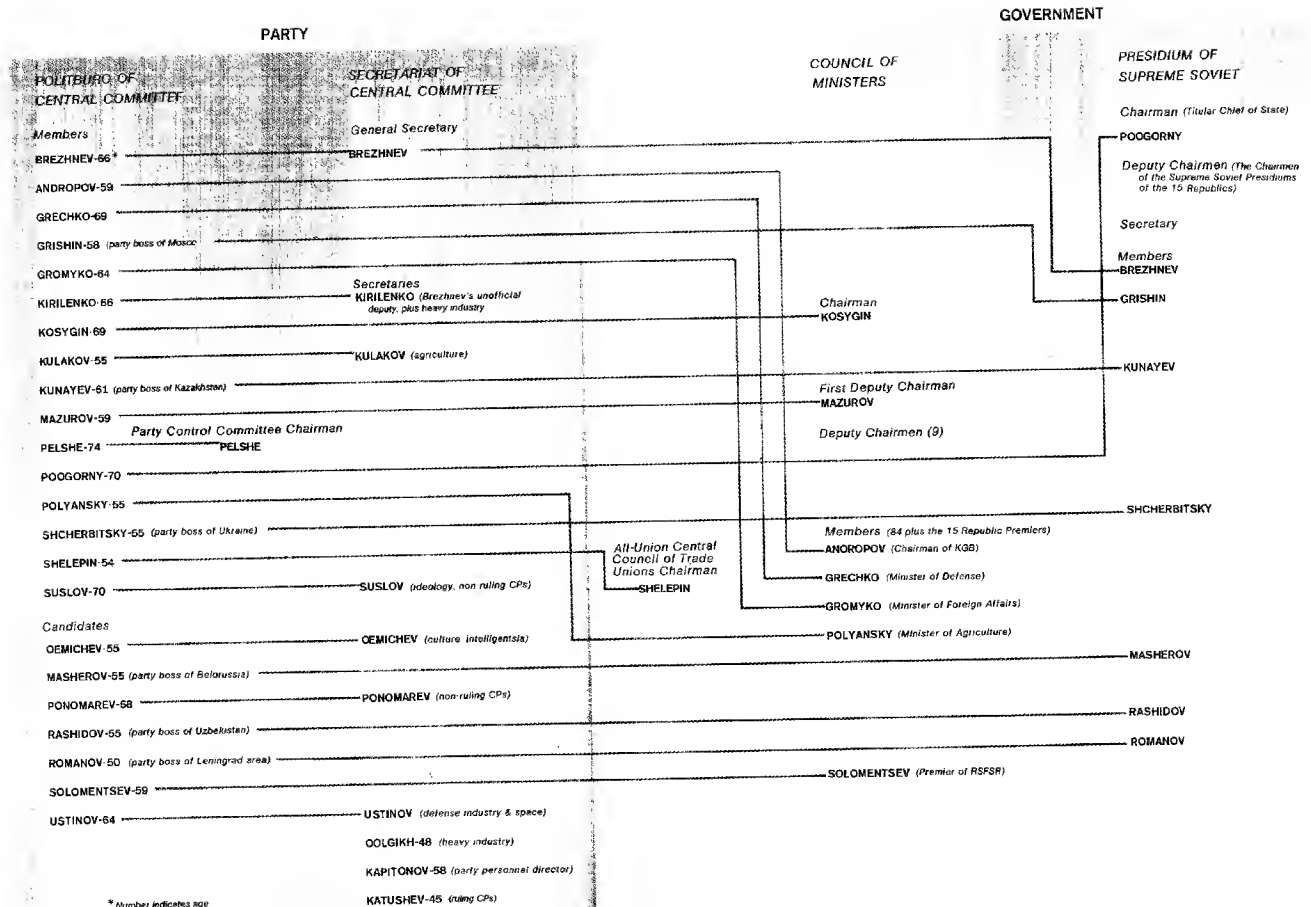 GOVERNMENT
PARTY
POLITBURO OF
CENTRAL COMMITTEE
SECRETARIAT OF
CENTRAL COMMITTEE
COUNCIL OF
MINISTERS
PRESIDIUM OF
SUPREME SOVIET
Members
BREZHNEV-66*
ANDROPOV-59
GRECHKO-69
GRISHIN-58 (party boss of Mosco
GROMYKO-64
KIRILENKO-66
KOSYGIN-69
KULAKOV-55
KUNAYEV-61 (party boss of Kazakhstan)
MAZUROV-59
Party Control Committee Chairman
PELSHE-74
PELSHE
POOGORNY-70
POLYANSKY-55
SHCHERBITSKY-55 (party boss of Ukraine)
SHELEPIN-54
SUSLOV-70
Candidates
OEMICHEV-55
MASHEROV-55 (party boss of Belorussia)
PONOMAREV-68
RASHIDOV-55 (party boss of Uzbekistan)
ROMANOV-50 (party boss of Leningrad area)
SOLOMENTSEV-59
USTINOV-64
* Number indicates age
General Secretary
BREZHNEV
Secretaries
KIRILENKO (Brezhnev's unofficial
deputy, plus heavy industry
KULAKOV (agriculture)
SUSLOV (ideology, non ruling CPs)
OEMICHEV (culture intelligentsia)
PONOMAREV (non-ruling CPs)
USTINOV (defense industry & space)
OOLGIKH-48 (heavy industry)
KAPITONOV-58 (party personnel director)
KATUSHEV-45 (ruling CPs)
All-Union Central
Council of Trade
Unions Chairman
SHELEPIN
Chairman
KOSYGIN
First Deputy Chairman
MAZUROV
Deputy Chairmen (9)
Members (84 plus the 15 Republic Premiers)
ANOROPOV (Chairman of KGB)
GRECHKO (Minister of Defense)
GROMYKO (Minister of Foreign Affairs)
POLYANSKY (Minister of Agriculture)
SOLOMENTSEV (Premier of RSFSR)
Chairman (Titular Chief of State)
POOGORNY
Deputy Chairmen (The Chairmen
of the Supreme Soviet Presidiums
of the 15 Republics)
Secretary
Members
BREZHNEV
GRISHIN
KUNAYEV
SHCHERBITSKY
MASHEROV
RASHIDOV
ROMANOV